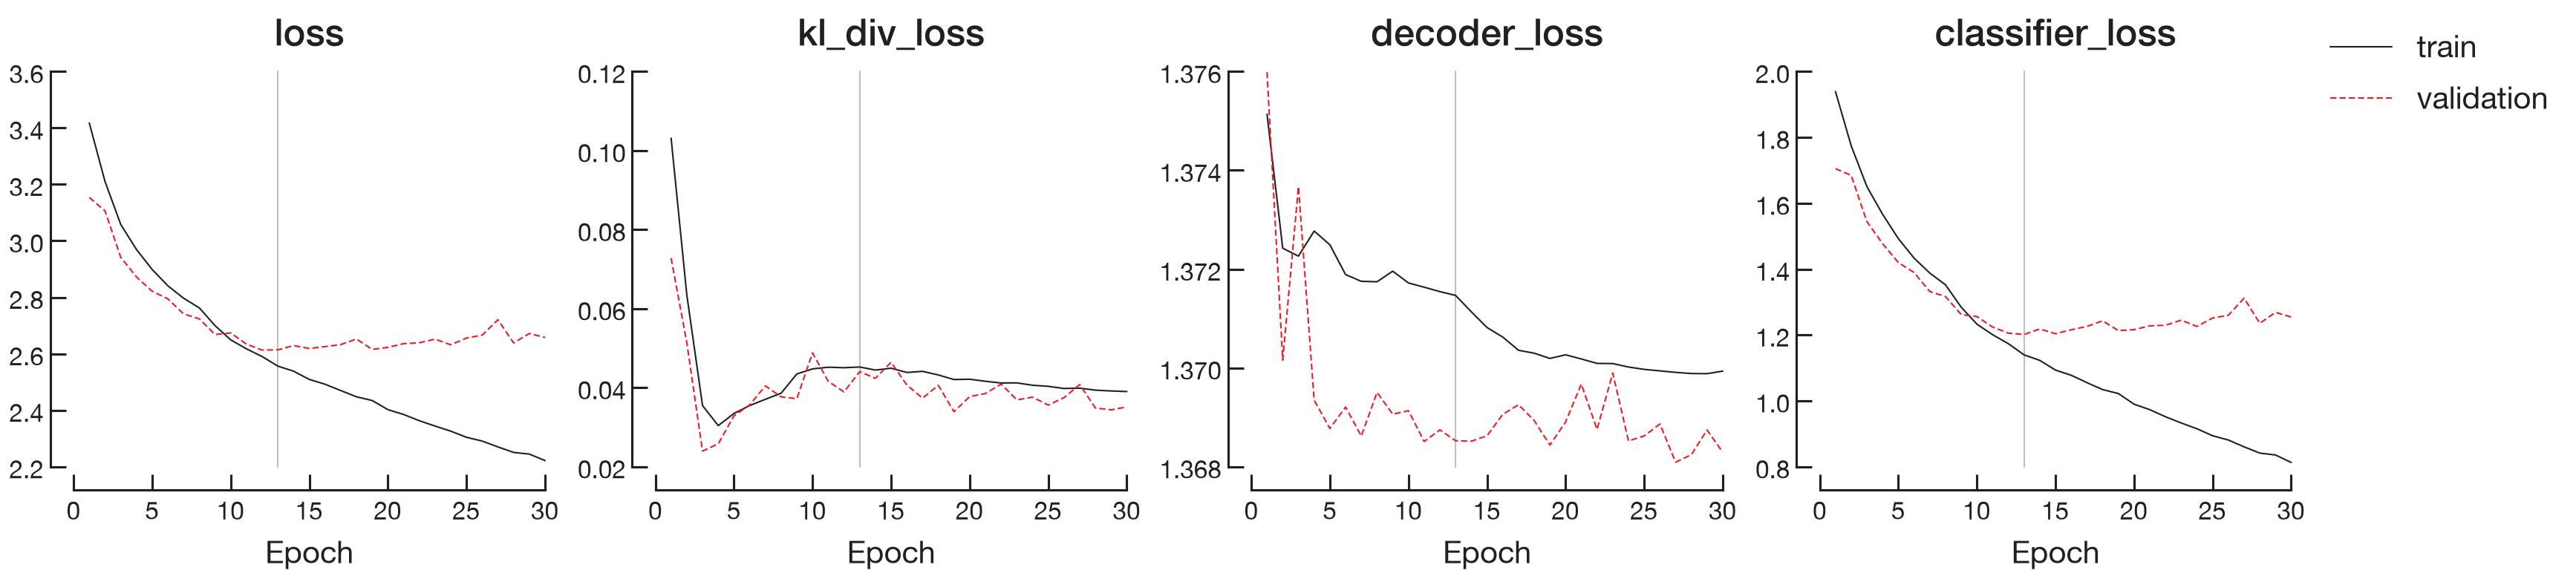 loss
3.6
3.4
3.2
3.0
2.8
2.6
2.4
2.2
0 5 10 15 20 25 30
Epoch
kl_div_loss
0.12
0.10
0.08
0.06
0.04
0.02
0 5 10 15 20 25 30
Epoch
decoder_loss
1.376
1.374
1.372
1.370
1.368
0 5 10 15 20 25 30
Epoch
classifier_loss
2.0
1.8
1.6
1.4
1.2
1.0
0.8
0 5 10 15 20 25 30
Epoch
train
validation